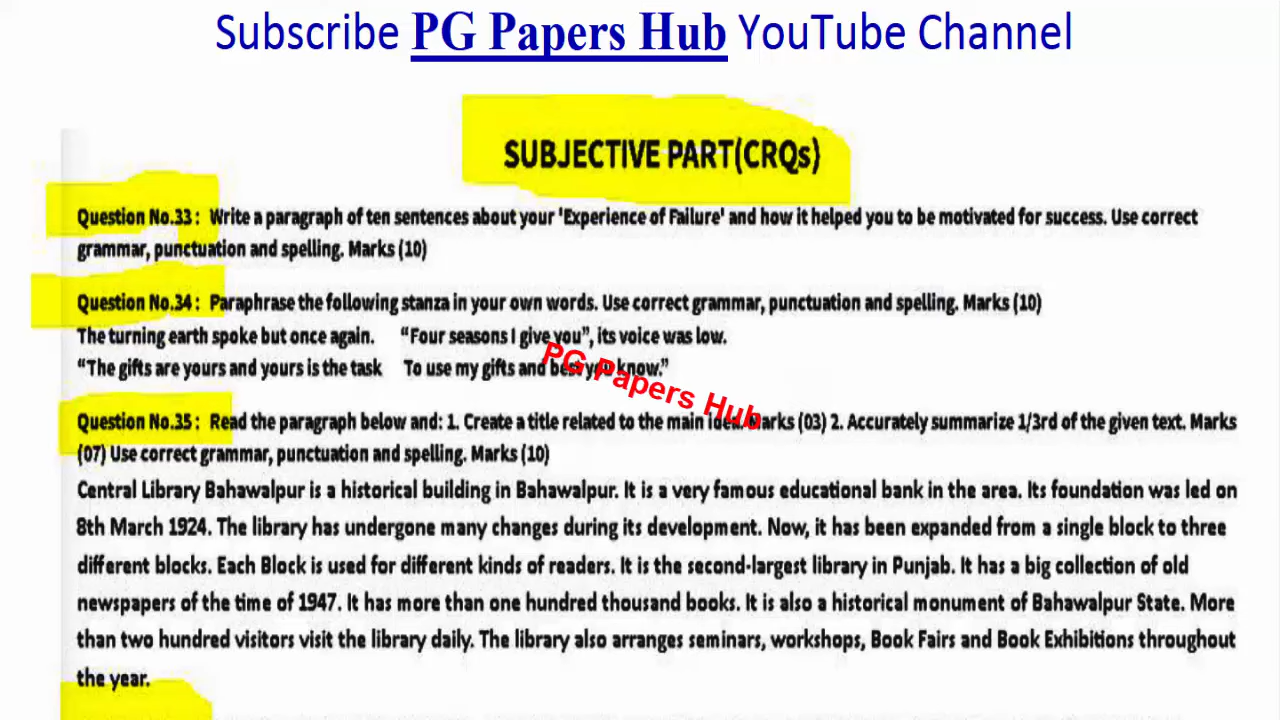 Subscribe PG Papers Hub YouTube Channel
SUBJECTIVE PART(CRQs)
Question No.33 : Write a paragraph of ten sentences about your 'Experience of Failure' and how it helped you to be motivated for success. Use correct
grammar, punctuation and spelling. Marks (10)
Question No.34 : Paraphrase the following stanza in your own words. Use correct grammar, punctuation and spelling. Marks (10)
The turning earth spoke but once again. “Four seasons I give you”, its voice was low.
“The gifts are yours and yours is the task To use my gifts and best you know.”
PG Papers Hub
Question No.35 : Read the paragraph below and: 1. Create a title related to the main idea. Marks (03) 2. Accurately summarize 1/3rd of the given text. Marks
(07) Use correct grammar, punctuation and spelling. Marks (10)
Central Library Bahawalpur is a historical building in Bahawalpur. It is a very famous educational bank in the area. Its foundation was led on
8th March 1924. The library has undergone many changes during its development. Now, it has been expanded from a single block to three
different blocks. Each Block is used for different kinds of readers. It is the second-largest library in Punjab. It has a big collection of old
newspapers of the time of 1947. It has more than one hundred thousand books. It is also a historical monument of Bahawalpur State. More
than two hundred visitors visit the library daily. The library also arranges seminars, workshops, Book Fairs and Book Exhibitions throughout
the year.